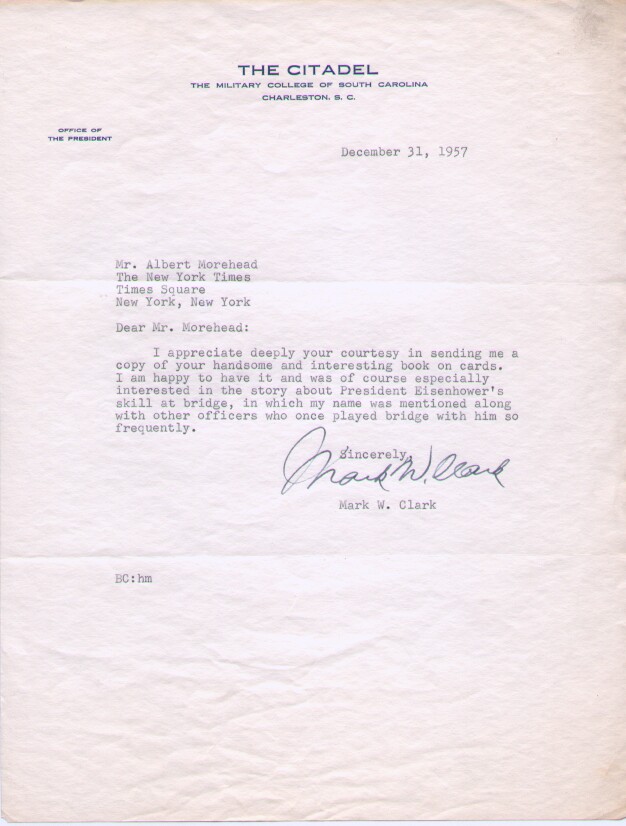 THE CITADEL
THE MILITARY COLLEGE OF SOUTH CAROLINA
CHARLESTON, S. C.
OFFICE OF
THE PRESIDENT
December 31, 1957
Mr. Albert Morehead
The New York Times
Times Square
New York, New York
Dear Mr. Morehead:
I appreciate deeply your courtesy in sending me a
copy of your handsome and interesting book on cards.
I am happy to have it and was of course especially
interested in the story about President Eisenhower's
skill at bridge, in which my name was mentioned along
with other officers who once played bridge with him so
frequently.
Sincerely,
Mark W. Clark
Mark W. Clark
BC:hm